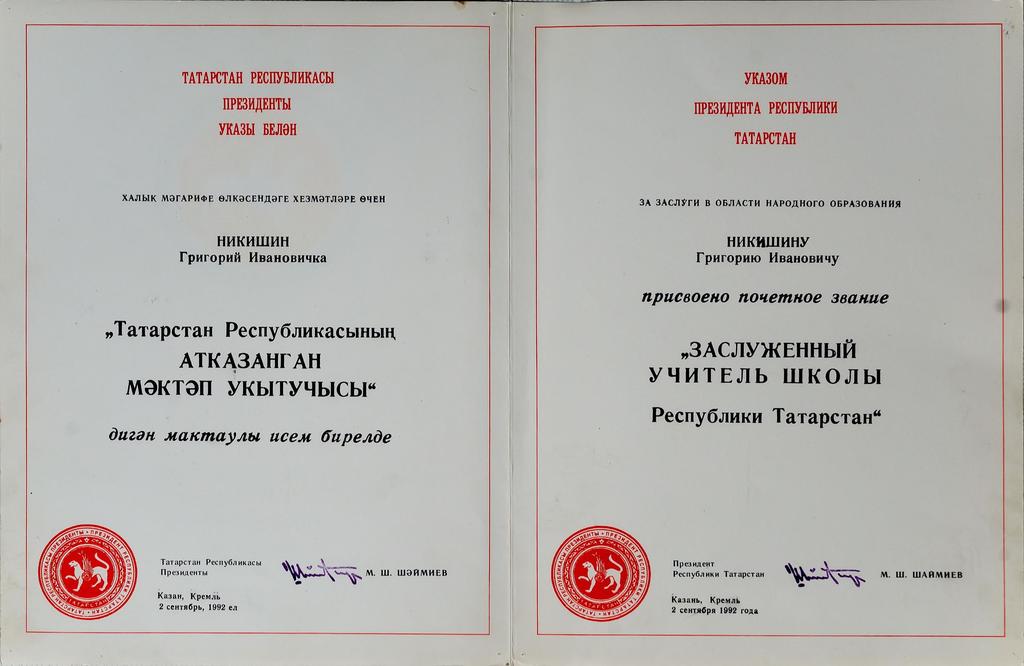 ТАТАРСТАН РЕСПУБЛИКАСЫ
ПРЕЗИДЕНТЫ
УКАЗЫ БЕЛӘН
ХАЛЫК МӘГАРИФЕ ӨЛКӘСЕНДӘГЕ ХЕЗМӘТЛӘРЕ ӨЧЕН
НИКИШИН
Григорий Ивановичка
„Татарстан Республикасының
АТКАЗАНГАН
МӘКТӘП УКЫТУЧЫСЫ“
дигән мактаулы исем бирелде
Татарстан Республикасы
Президенты
М. Ш. ШӘЙМИЕВ
Казан, Кремль
2 сентябрь, 1992 ел
ТАТАРСТАН
УКАЗОМ
ПРЕЗИДЕНТА РЕСПУБЛИКИ
ТАТАРСТАН
ЗА ЗАСЛУГИ В ОБЛАСТИ НАРОДНОГО ОБРАЗОВАНИЯ
НИКИШИНУ
Григорию Ивановичу
присвоено почетное звание
„ЗАСЛУЖЕННЫЙ
УЧИТЕЛЬ ШКОЛЫ
Республики Татарстан“
Президент
Республики Татарстан
М. Ш. ШАЙМИЕВ
Казань, Кремль
2 сентября 1992 года
ТАТАРСТАН